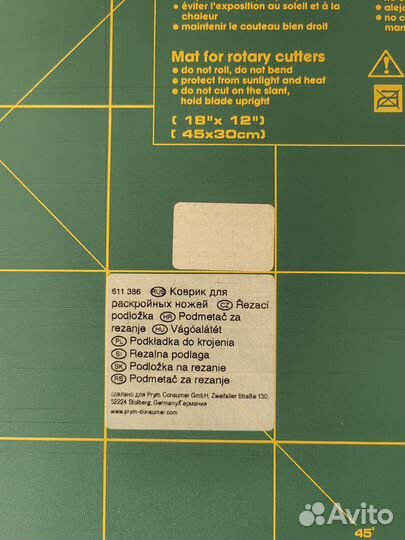 • éviter l'exposition au soleil et à la
chaleur
• maintenir le couteau bien droit
• alej
• no c
man
Mat for rotary cutters
• do not roll, do not bend
• protect from sunlight and heat
• do not cut on the slant,
hold blade upright
( 18"x 12")
( 45x30cm)
611 386 RUS Коврик для
раскройных ножей CZ Řezací
podložka HR Podmetač za
rezanje HU Vágóalátét
PL Podkładka do krojenia
SI Rezalna podlaga
SK Podložka na rezanie
RS Podmetač za rezanje
сделано для Prym Consumer GmbH, Zweifaller Straße 130
52224 Stolberg, Germany/Германия
www.prym-consumer.com
45°
Avito